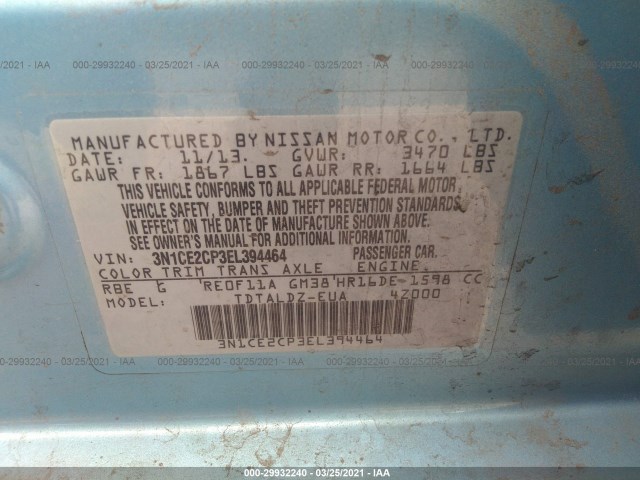 000-29932240 - 03/25/2021 - IAA
MANUFACTURED BY NISSAN MOTOR CO., LTD.
DATE: 11/13. GVWR: 3470 LBS
GAWR FR: 1867 LBS GAWR RR: 1664 LBS
THIS VEHICLE CONFORMS TO ALL APPLICABLE FEDERAL MOTOR
VEHICLE SAFETY, BUMPER AND THEFT PREVENTION STANDARDS
IN EFFECT ON THE DATE OF MANUFACTURE SHOWN ABOVE.
SEE OWNER'S MANUAL FOR ADDITIONAL INFORMATION.
VIN: 3N1CE2CP3EL394464 PASSENGER CAR.
COLOR TRIM TRANS AXLE ENGINE.
RBE G RE0F11A GM38 HR16DE-1598 CC
MODEL: TDTALDZ-EUA 4Z000
3N1CE2CP3EL394464
000-29932240 - 03/25/2021 - IAA